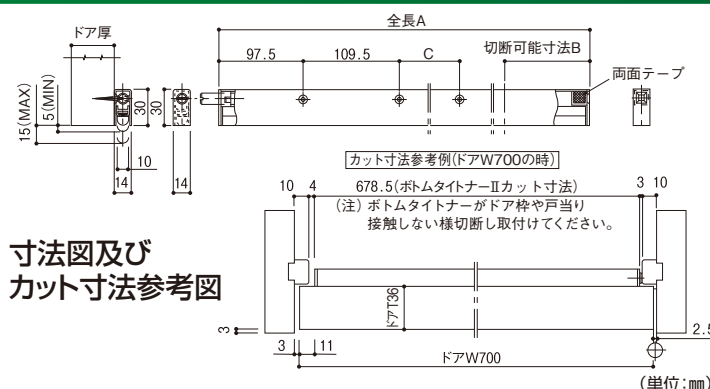 全長A
ドア厚
97.5
109.5
C
切断可能寸法B
両面テープ
15(MAX)
5(MIN)
30
30
10
14
14
カット寸法参考例(ドアW700の時)
10
4
678.5(ボトムタイトナーⅡカット寸法)
3
10
(注) ボトムタイトナーがドア枠や戸当り
接触しない様切断し取付けてください。
寸法図及び
カット寸法参考図
ドアT36
3
3
11
ドアW700
2.5
(単位:㎜)